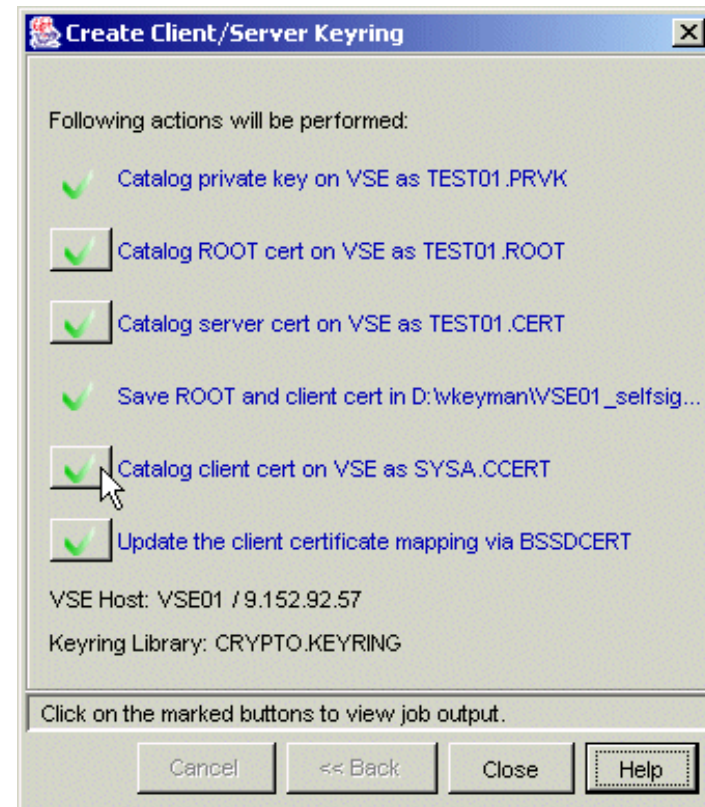 Create Client/Server Keyring
Following actions will be performed:
Catalog private key on VSE as TEST01.PRVK
Catalog ROOT cert on VSE as TEST01.ROOT
Catalog server cert on VSE as TEST01.CERT
Save ROOT and client cert in D:\vkeyman\VSE01_selfsig...
Catalog client cert on VSE as SYSA.CCERT
Update the client certificate mapping via BSSDCERT
VSE Host: VSE01 / 9.152.92.57
Keyring Library: CRYPTO.KEYRING
Click on the marked buttons to view job output.
Cancel << Back Close Help